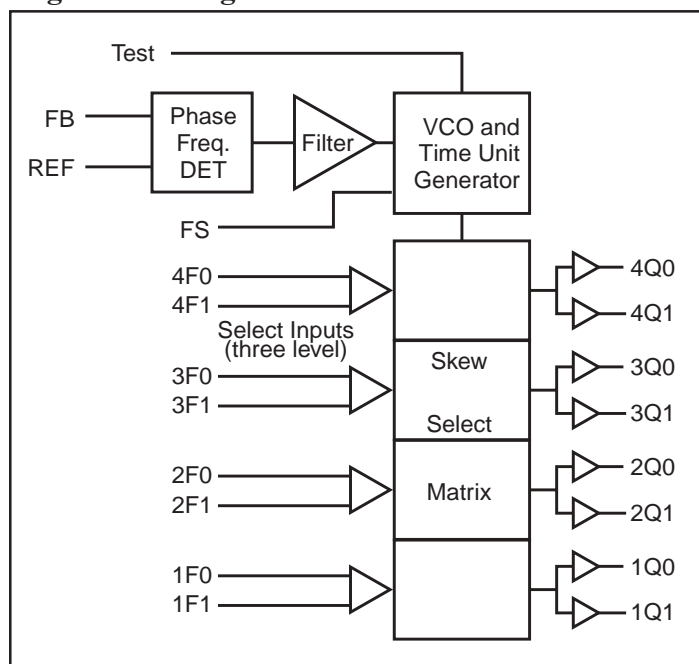 Test
FB
REF
Phase
Freq.
DET
Filter
VCO and
Time Unit
Generator
FS
4F0
4F1
4Q0
4Q1
Select Inputs
(three level)
3F0
3F1
Skew
Select
3Q0
3Q1
2F0
2F1
Matrix
2Q0
2Q1
1F0
1F1
1Q0
1Q1